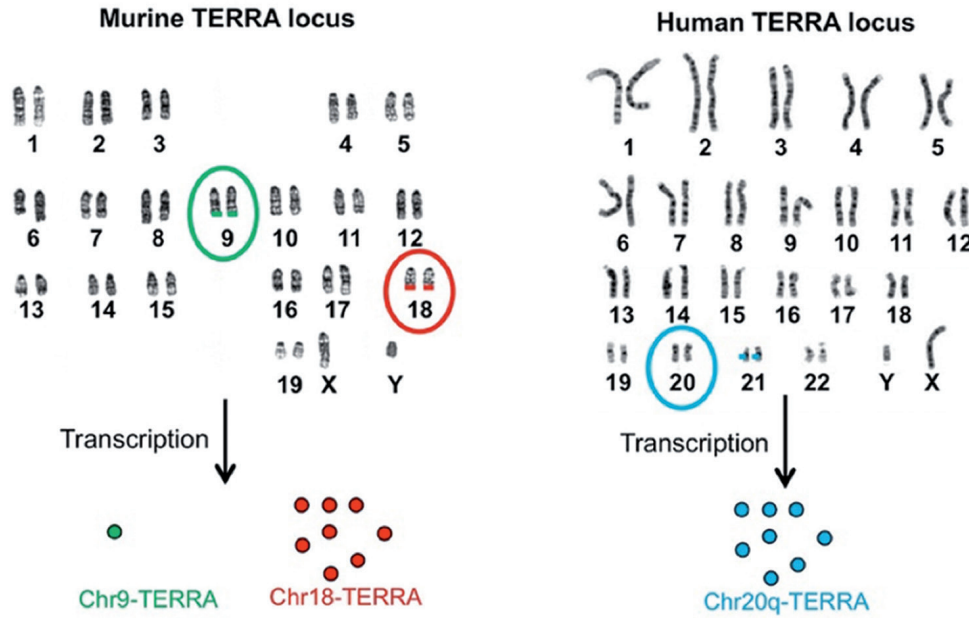 Murine TERRA locus
1 2 3 4 5
6 7 8 9 10 11 12
13 14 15 16 17 18
19 X Y
Transcription
Chr9-TERRA Chr18-TERRA
Human TERRA locus
1 2 3 4 5
6 7 8 9 10 11 12
13 14 15 16 17 18
19 20 21 22 Y X
Transcription
Chr20q-TERRA